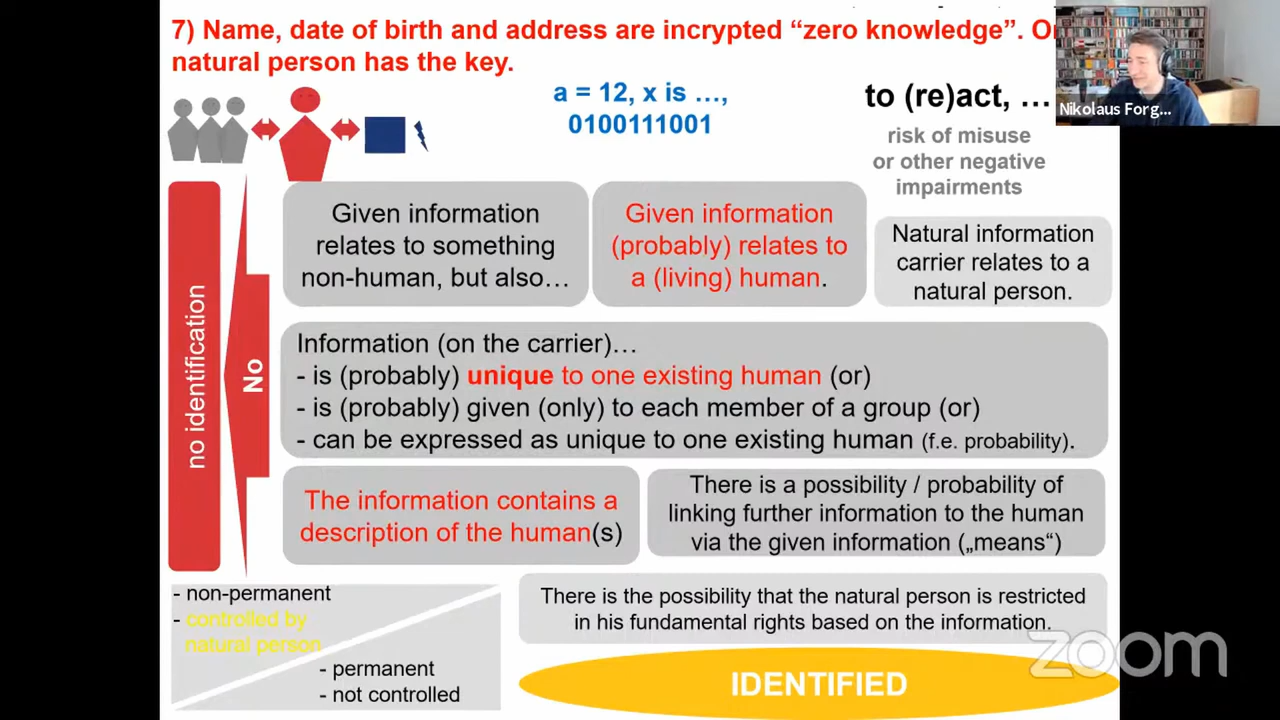 7) Name, date of birth and address are incrypted “zero knowledge”.
natural person has the key.
a = 12, x is …,
0100111001
to (re)act, …
risk of misuse
or other negative
impairments
Nikolaus Forg...
no identification
No
Given information
relates to something
non-human, but also…
Given information
(probably) relates to
a (living) human.
Natural information
carrier relates to a
natural person.
Information (on the carrier)…
- is (probably) unique to one existing human (or)
- is (probably) given (only) to each member of a group (or)
- can be expressed as unique to one existing human (f.e. probability).
The information contains a
description of the human(s)
There is a possibility / probability of
linking further information to the human
via the given information („means“)
- non-permanent
- controlled by
natural person
- permanent
- not controlled
There is the possibility that the natural person is restricted
in his fundamental rights based on the information.
IDENTIFIED
zoom